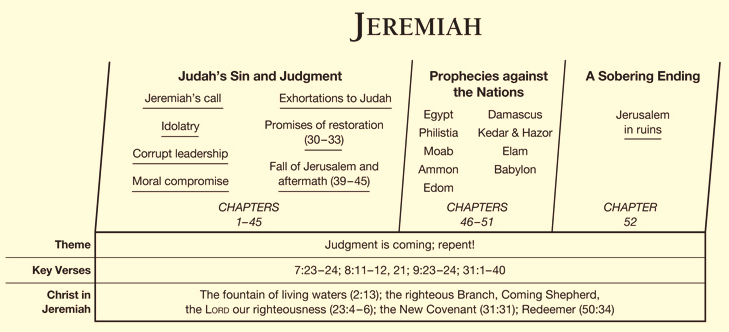 JEREMIAH
Judah's Sin and Judgment
Jeremiah's call
Idolatry
Corrupt leadership
Moral compromise
Exhortations to Judah
Promises of restoration
(30–33)
Fall of Jerusalem and
aftermath (39–45)
CHAPTERS
1–45
Prophecies against
the Nations
Egypt
Philistia
Moab
Ammon
Edom
Damascus
Kedar & Hazor
Elam
Babylon
CHAPTERS
46–51
A Sobering Ending
Jerusalem
in ruins
CHAPTER
52
Theme
Judgment is coming; repent!
Key Verses
7:23–24; 8:11–12, 21; 9:23–24; 31:1–40
Christ in
Jeremiah
The fountain of living waters (2:13); the righteous Branch, Coming Shepherd,
the LORD our righteousness (23:4–6); the New Covenant (31:31); Redeemer (50:34)